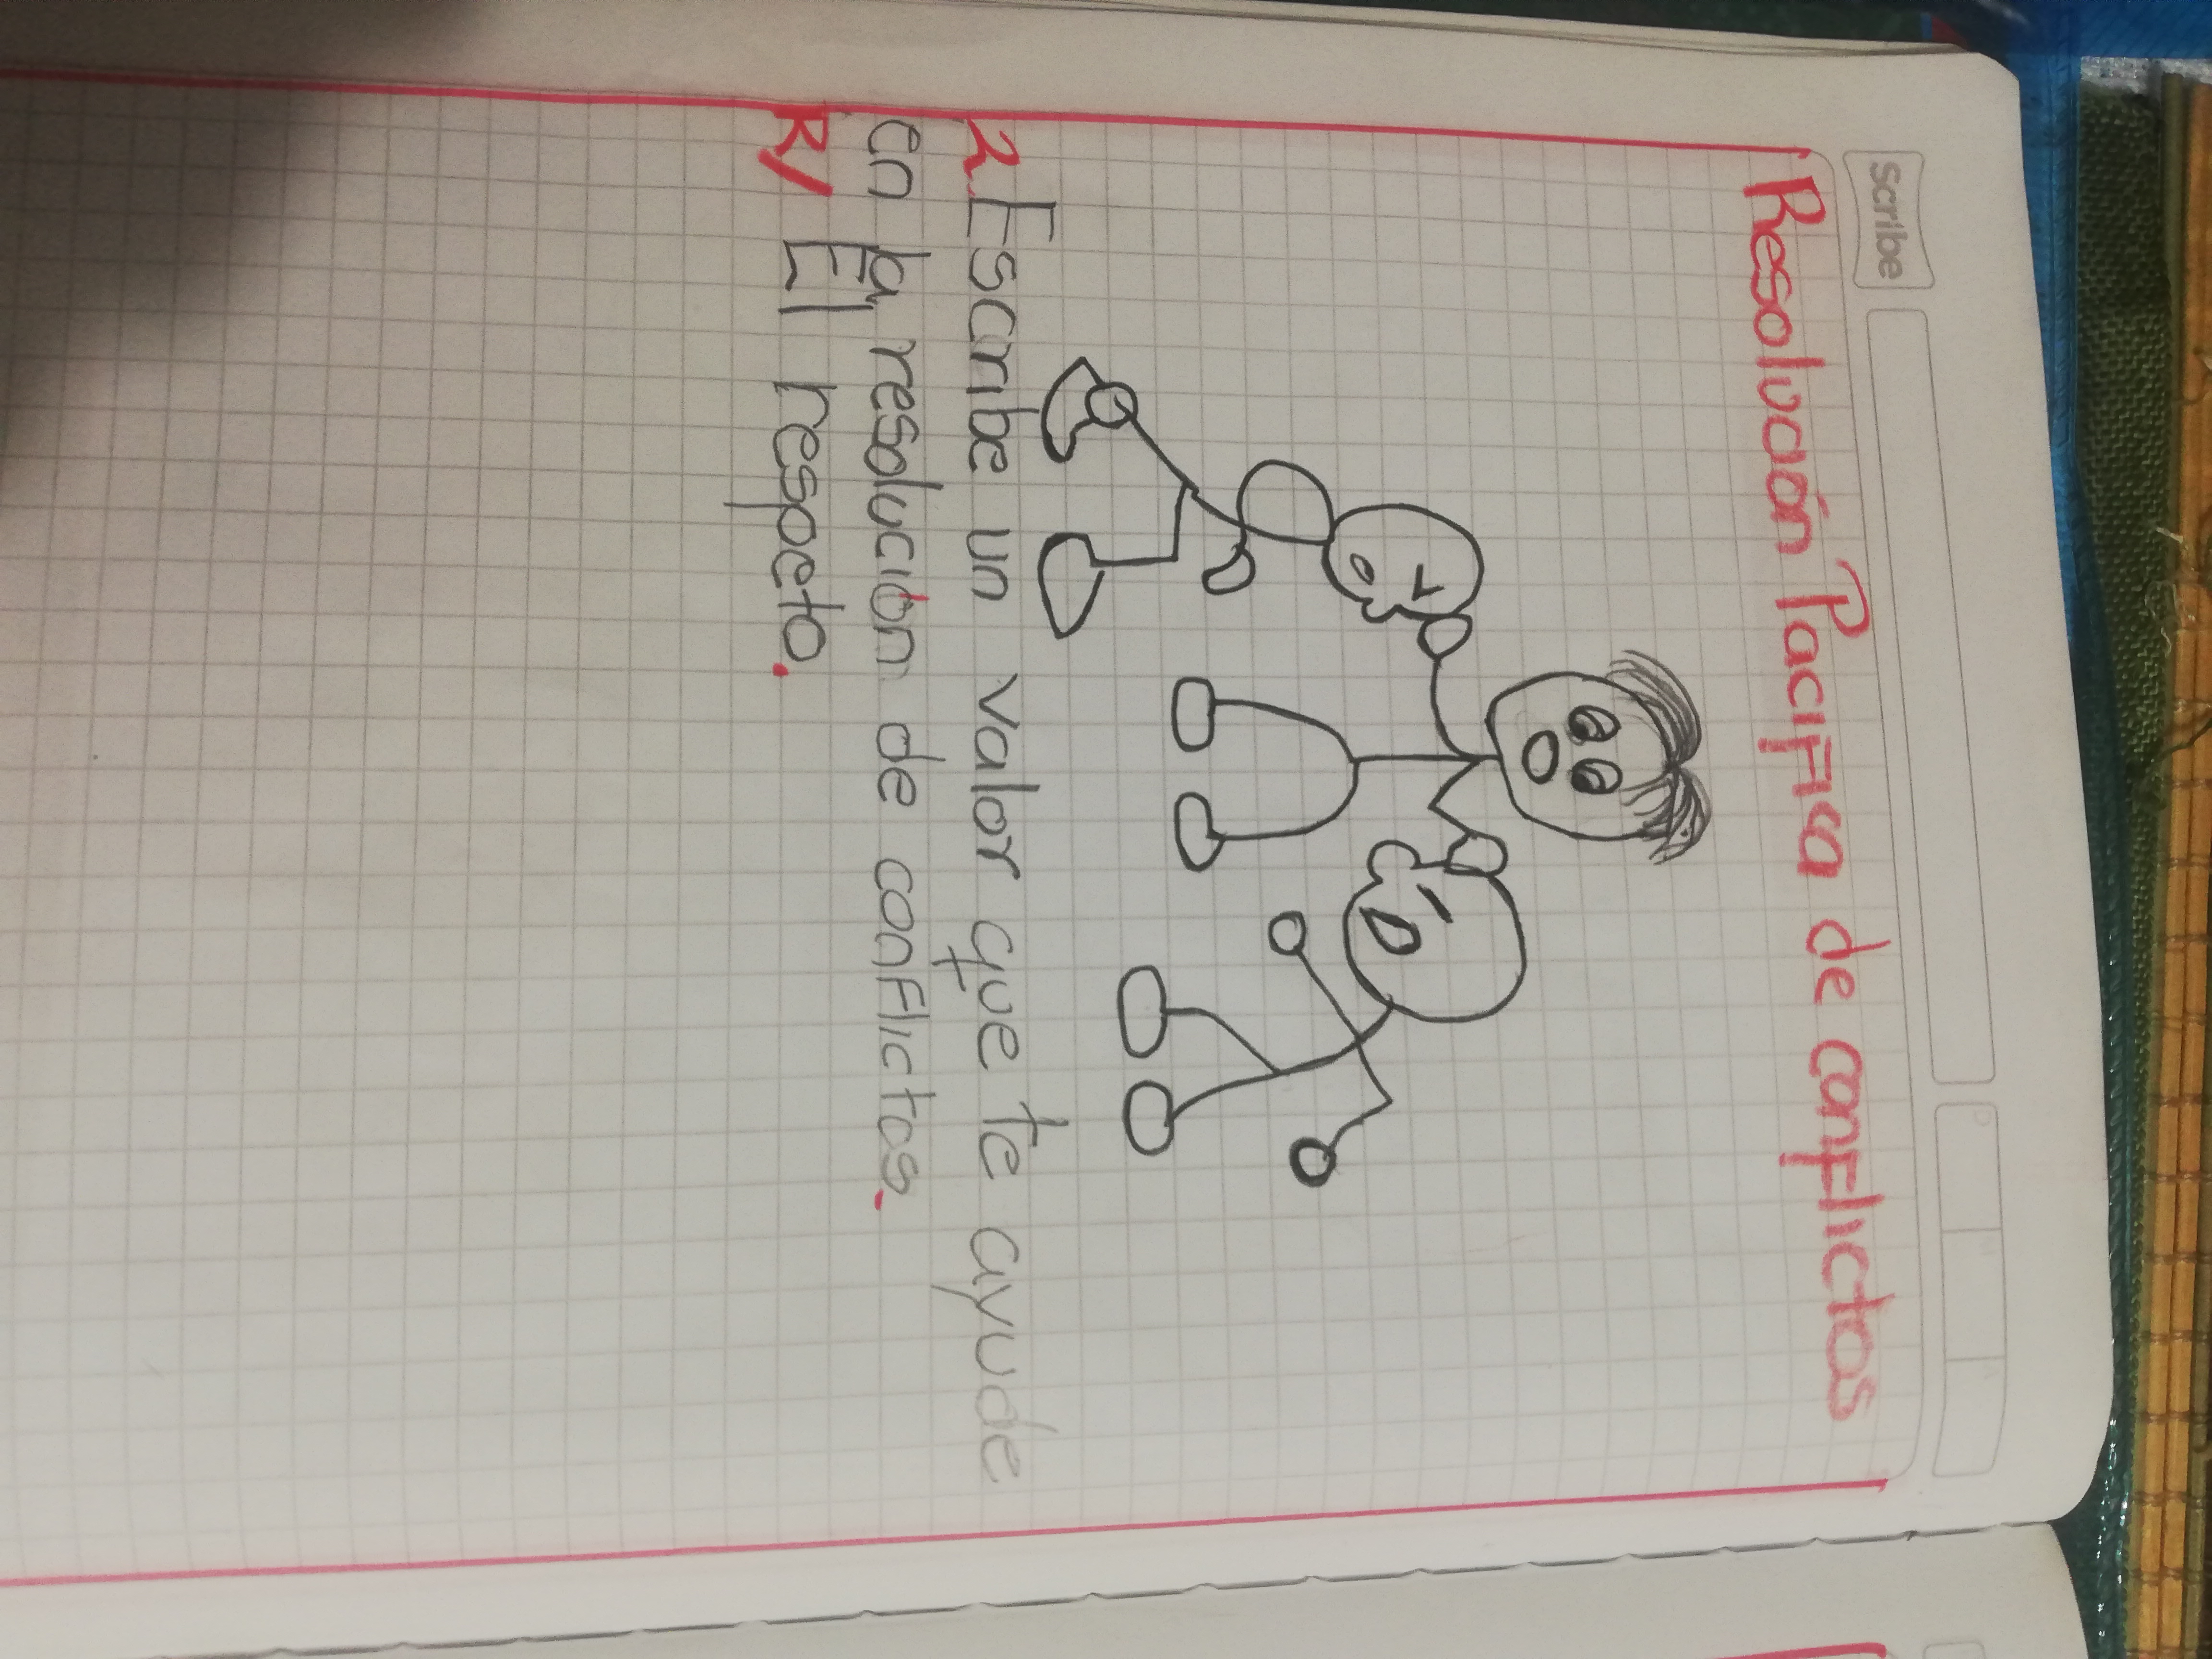 Scribe
D M A
Resolución Pacifica de conflictos
2 Escribe un valor que te ayude
en la resolución de conflictos.
R/ El respeto.